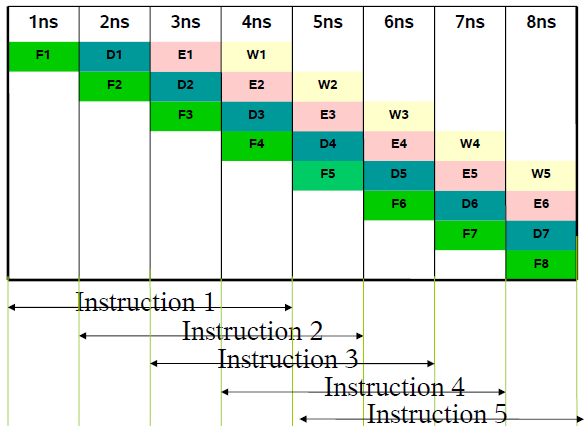 1ns 2ns 3ns 4ns 5ns 6ns 7ns 8ns
F1 D1 E1 W1
F2 D2 E2 W2
F3 D3 E3 W3
F4 D4 E4 W4
F5 D5 E5 W5
F6 D6 E6
F7 D7
F8
Instruction 1
Instruction 2
Instruction 3
Instruction 4
Instruction 5